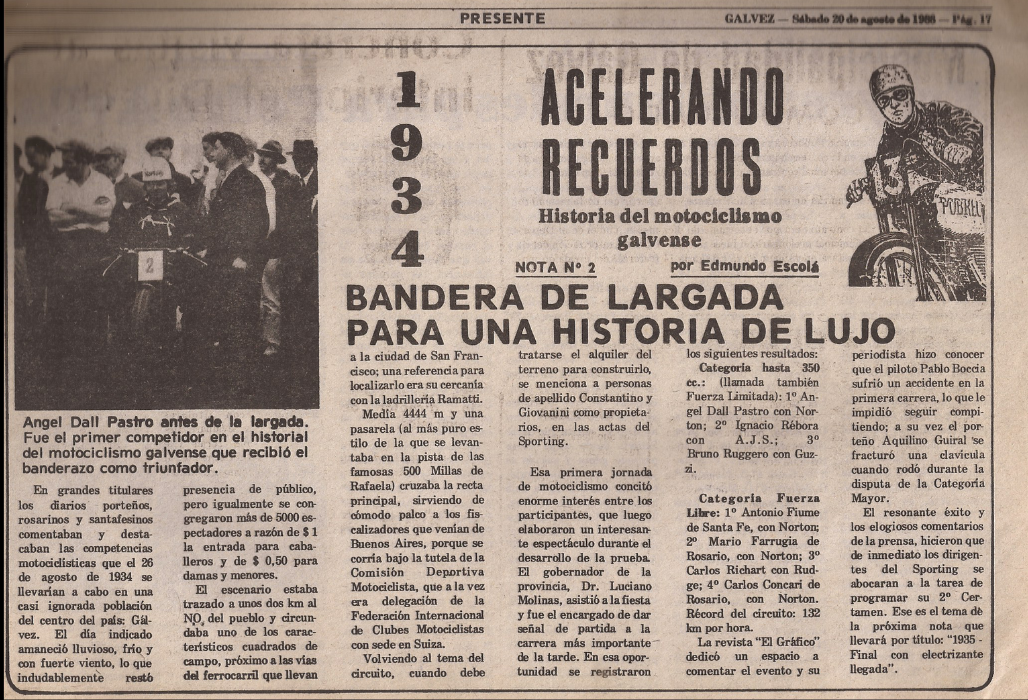 PRESENTE
GALVEZ — Sábado 20 de agosto de 1988 — Pág. 17
1
9
3
4
ACELERANDO
RECUERDOS
Historia del motociclismo
galvense
NOTA Nº 2
por Edmundo Escolá
13
2
BANDERA DE LARGADA
PARA UNA HISTORIA DE LUJO
Angel Dall Pastro antes de la largada.
Fue el primer competidor en el historial
del motociclismo galvense que recibió el
banderazo como triunfador.
En grandes titulares
los diarios porteños,
rosarinos y santafesinos
comentaban y desta-
caban las competencias
motocidísticas que el 26
de agosto de 1934 se
llevarían a cabo en una
casi ignorada población
del centro del país: Gál-
vez. El día indicado
amaneció lluvioso, frío y
con fuerte viento, lo que
indudablemente restó
presencia de público,
pero igualmente se con-
gregaron más de 5000 es-
pectadores a razón de $ 1
la entrada para caba-
lleros y de $ 0,50 para
damas y menores.
El escenario estaba
trazado a unos dos km al
NO, del pueblo y circun-
daba uno de los carac-
terísticos cuadrados de
campo, próximo a las vías
del ferrocarril que llevan
a la ciudad de San Fran-
cisco; una referencia para
localizarlo era su cercanía
con la ladrillería Ramatti.
Medía 4444 m y una
pasarela (al más puro es-
tilo de la que se levan-
taba en la pista de las
famosas 500 Millas de
Rafaela) cruzaba la recta
principal, sirviendo de
cómodo palco a los fis-
calizadores que venían de
Buenos Aires, porque se
corría bajo la tutela de la
Comisión Deportiva
Motociclista, que a la vez
era delegación de la
Federación Internacional
de Clubes Motociclistas
con sede en Suiza.
Volviendo al tema del
circuito, cuando debe
tratarse el alquiler del
terreno para construirlo,
se menciona a personas
de apellido Constantino y
Giovanini como propieta-
rios, en las actas del
Sporting.
Esa primera jornada
de motociclismo concitó
enorme interés entre los
participantes, que luego
elaboraron un interesan-
te espectáculo durante el
desarrollo de la prueba.
El gobernador de la
provincia, Dr. Luciano
Molinas, asistió a la fiesta
y fue el encargado de dar
señal de partida a la
carrera más importante
de la tarde. En esa opor-
tunidad se registraron
los siguientes resultados:
Categoría hasta 350
cc.: (llamada también
Fuerza Limitada): 1º An-
gel Dall Pastro con Nor-
ton; 2º Ignacio Rébora
con A.J.S.; 3º
Bruno Ruggero con Guz-
zi.
Categoría Fuerza
Libre: 1º Antonio Fiume
de Santa Fe, con Norton;
2º Mario Farrugia de
Rosario, con Norton; 3º
Carlos Richart con Rud-
ge; 4º Carlos Concari de
Rosario, con Norton.
Récord del circuito: 132
km por hora.
La revista "El Gráfico"
dedicó un espacio a
comentar el evento y su
periodista hizo conocer
que el piloto Pablo Boccia
sufrió un accidente en la
primera carrera, lo que le
impidió seguir compi-
tiendo; a su vez el por-
teño Aquilino Guiral se
fracturó una clavícula
cuando rodó durante la
disputa de la Categoría
Mayor.
El resonante éxito y
los elogiosos comentarios
de la prensa, hicieron que
de inmediato los dirigen-
tes del Sporting se
abocaran a la tarea de
programar su 2º Cer-
tamen. Ese es el tema de
la próxima nota que
llevará por título: "1935 -
Final con electrizante
llegada".